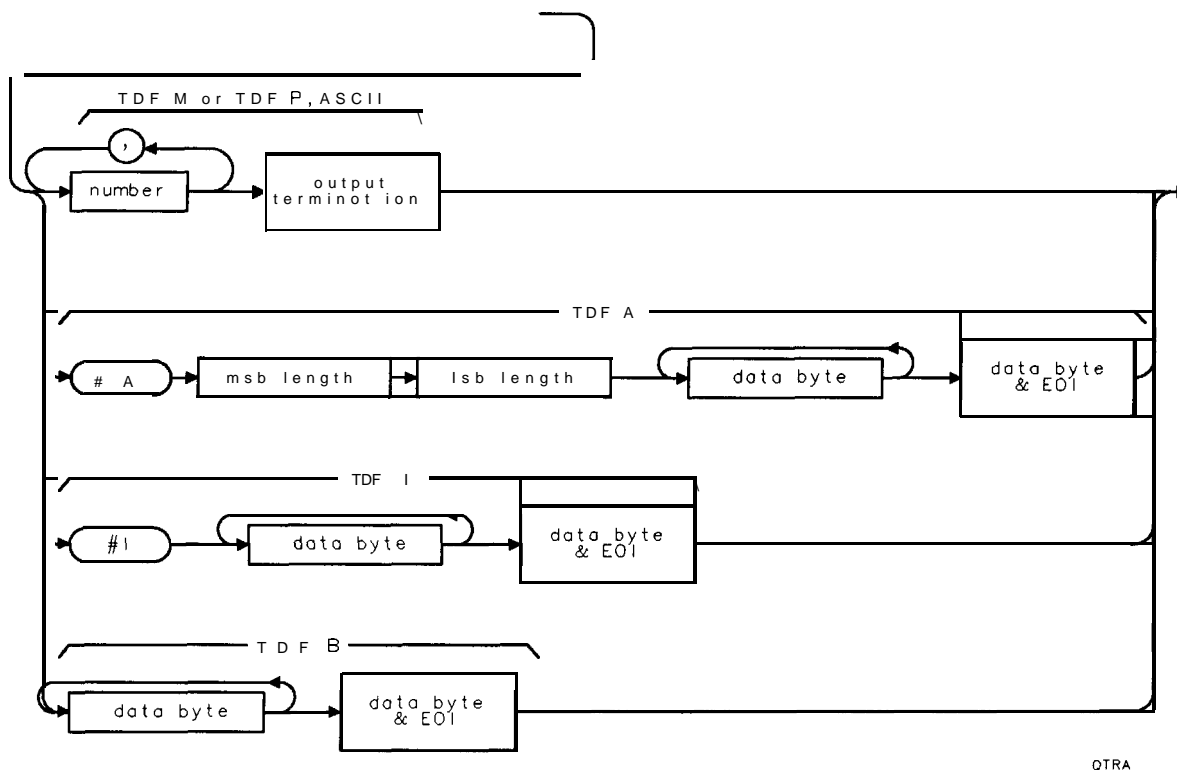 TDF M or TDF P, ASCII
,
number
output
terminot ion
TDF A
# A
msb length
lsb length
data byte
data byte
& EOI
TDF I
#I
data byte
data byte
& EOI
TDF B
data byte
data byte
& EOI
QTRA